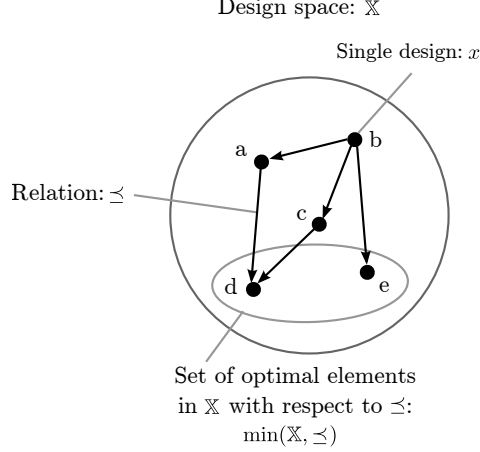 Design space: 𝕏
Single design: x
a
b
Relation: ⪯
c
d
e
Set of optimal elements
in 𝕏 with respect to ⪯:
min(𝕏, ⪯)